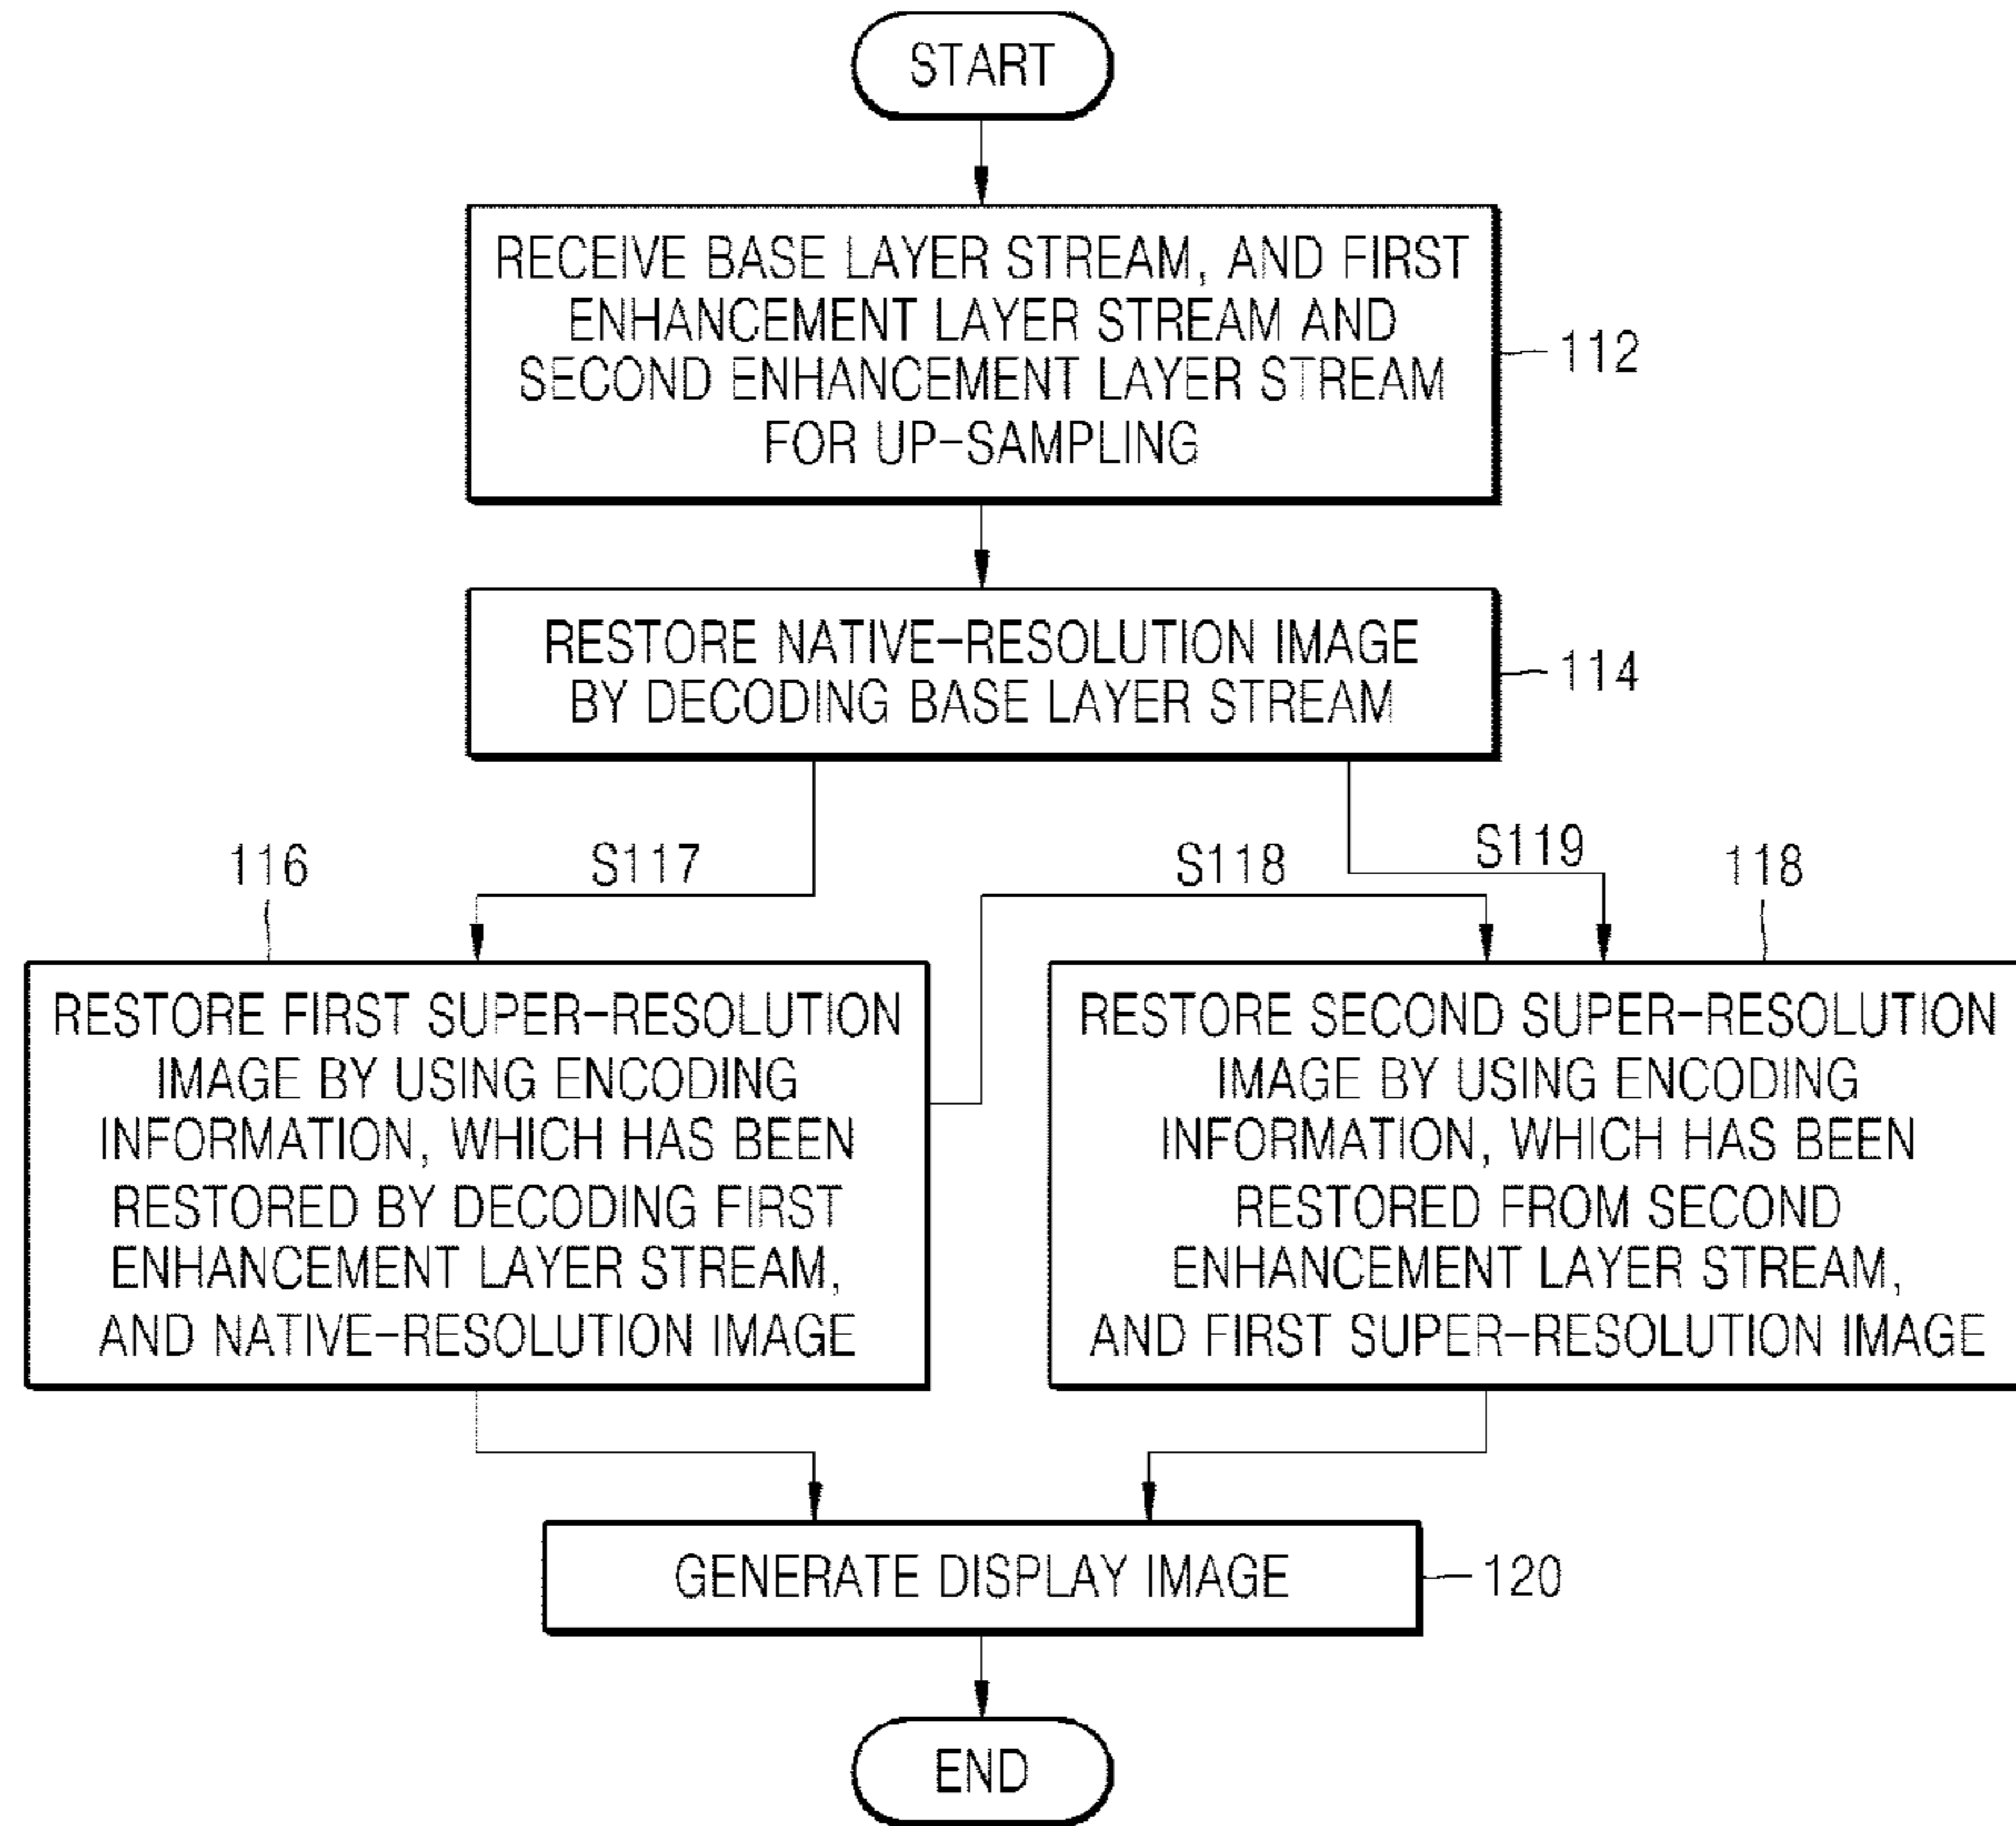 START
RECEIVE BASE LAYER STREAM, AND FIRST
ENHANCEMENT LAYER STREAM AND
SECOND ENHANCEMENT LAYER STREAM
FOR UP-SAMPLING
112
RESTORE NATIVE-RESOLUTION IMAGE
BY DECODING BASE LAYER STREAM
114
116
S117
S118
S119
118
RESTORE FIRST SUPER-RESOLUTION
IMAGE BY USING ENCODING
INFORMATION, WHICH HAS BEEN
RESTORED BY DECODING FIRST
ENHANCEMENT LAYER STREAM,
AND NATIVE-RESOLUTION IMAGE
RESTORE SECOND SUPER-RESOLUTION
IMAGE BY USING ENCODING
INFORMATION, WHICH HAS BEEN
RESTORED FROM SECOND
ENHANCEMENT LAYER STREAM,
AND FIRST SUPER-RESOLUTION IMAGE
GENERATE DISPLAY IMAGE
120
END